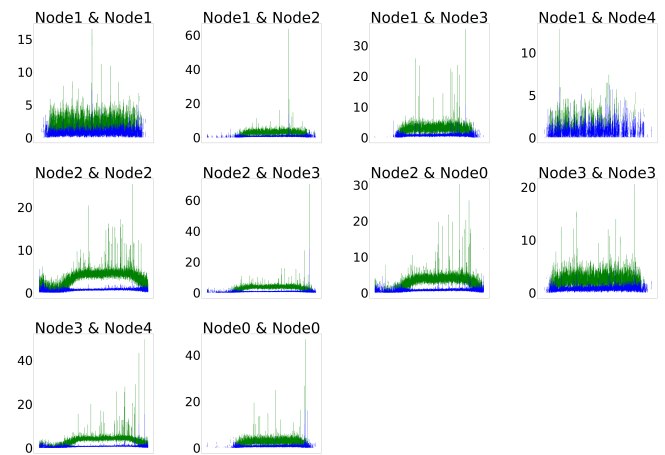 Node1 & Node1 Node1 & Node2 Node1 & Node3 Node1 & Node4
15 60 30 10
10 40 20 5
5 20 10 0
0 0 0
Node2 & Node2 Node2 & Node3 Node2 & Node0 Node3 & Node3
20 60 30 20
10 40 20 10
0 20 10 0
0 0
Node3 & Node4 Node0 & Node0
40 40
20 20
0 0